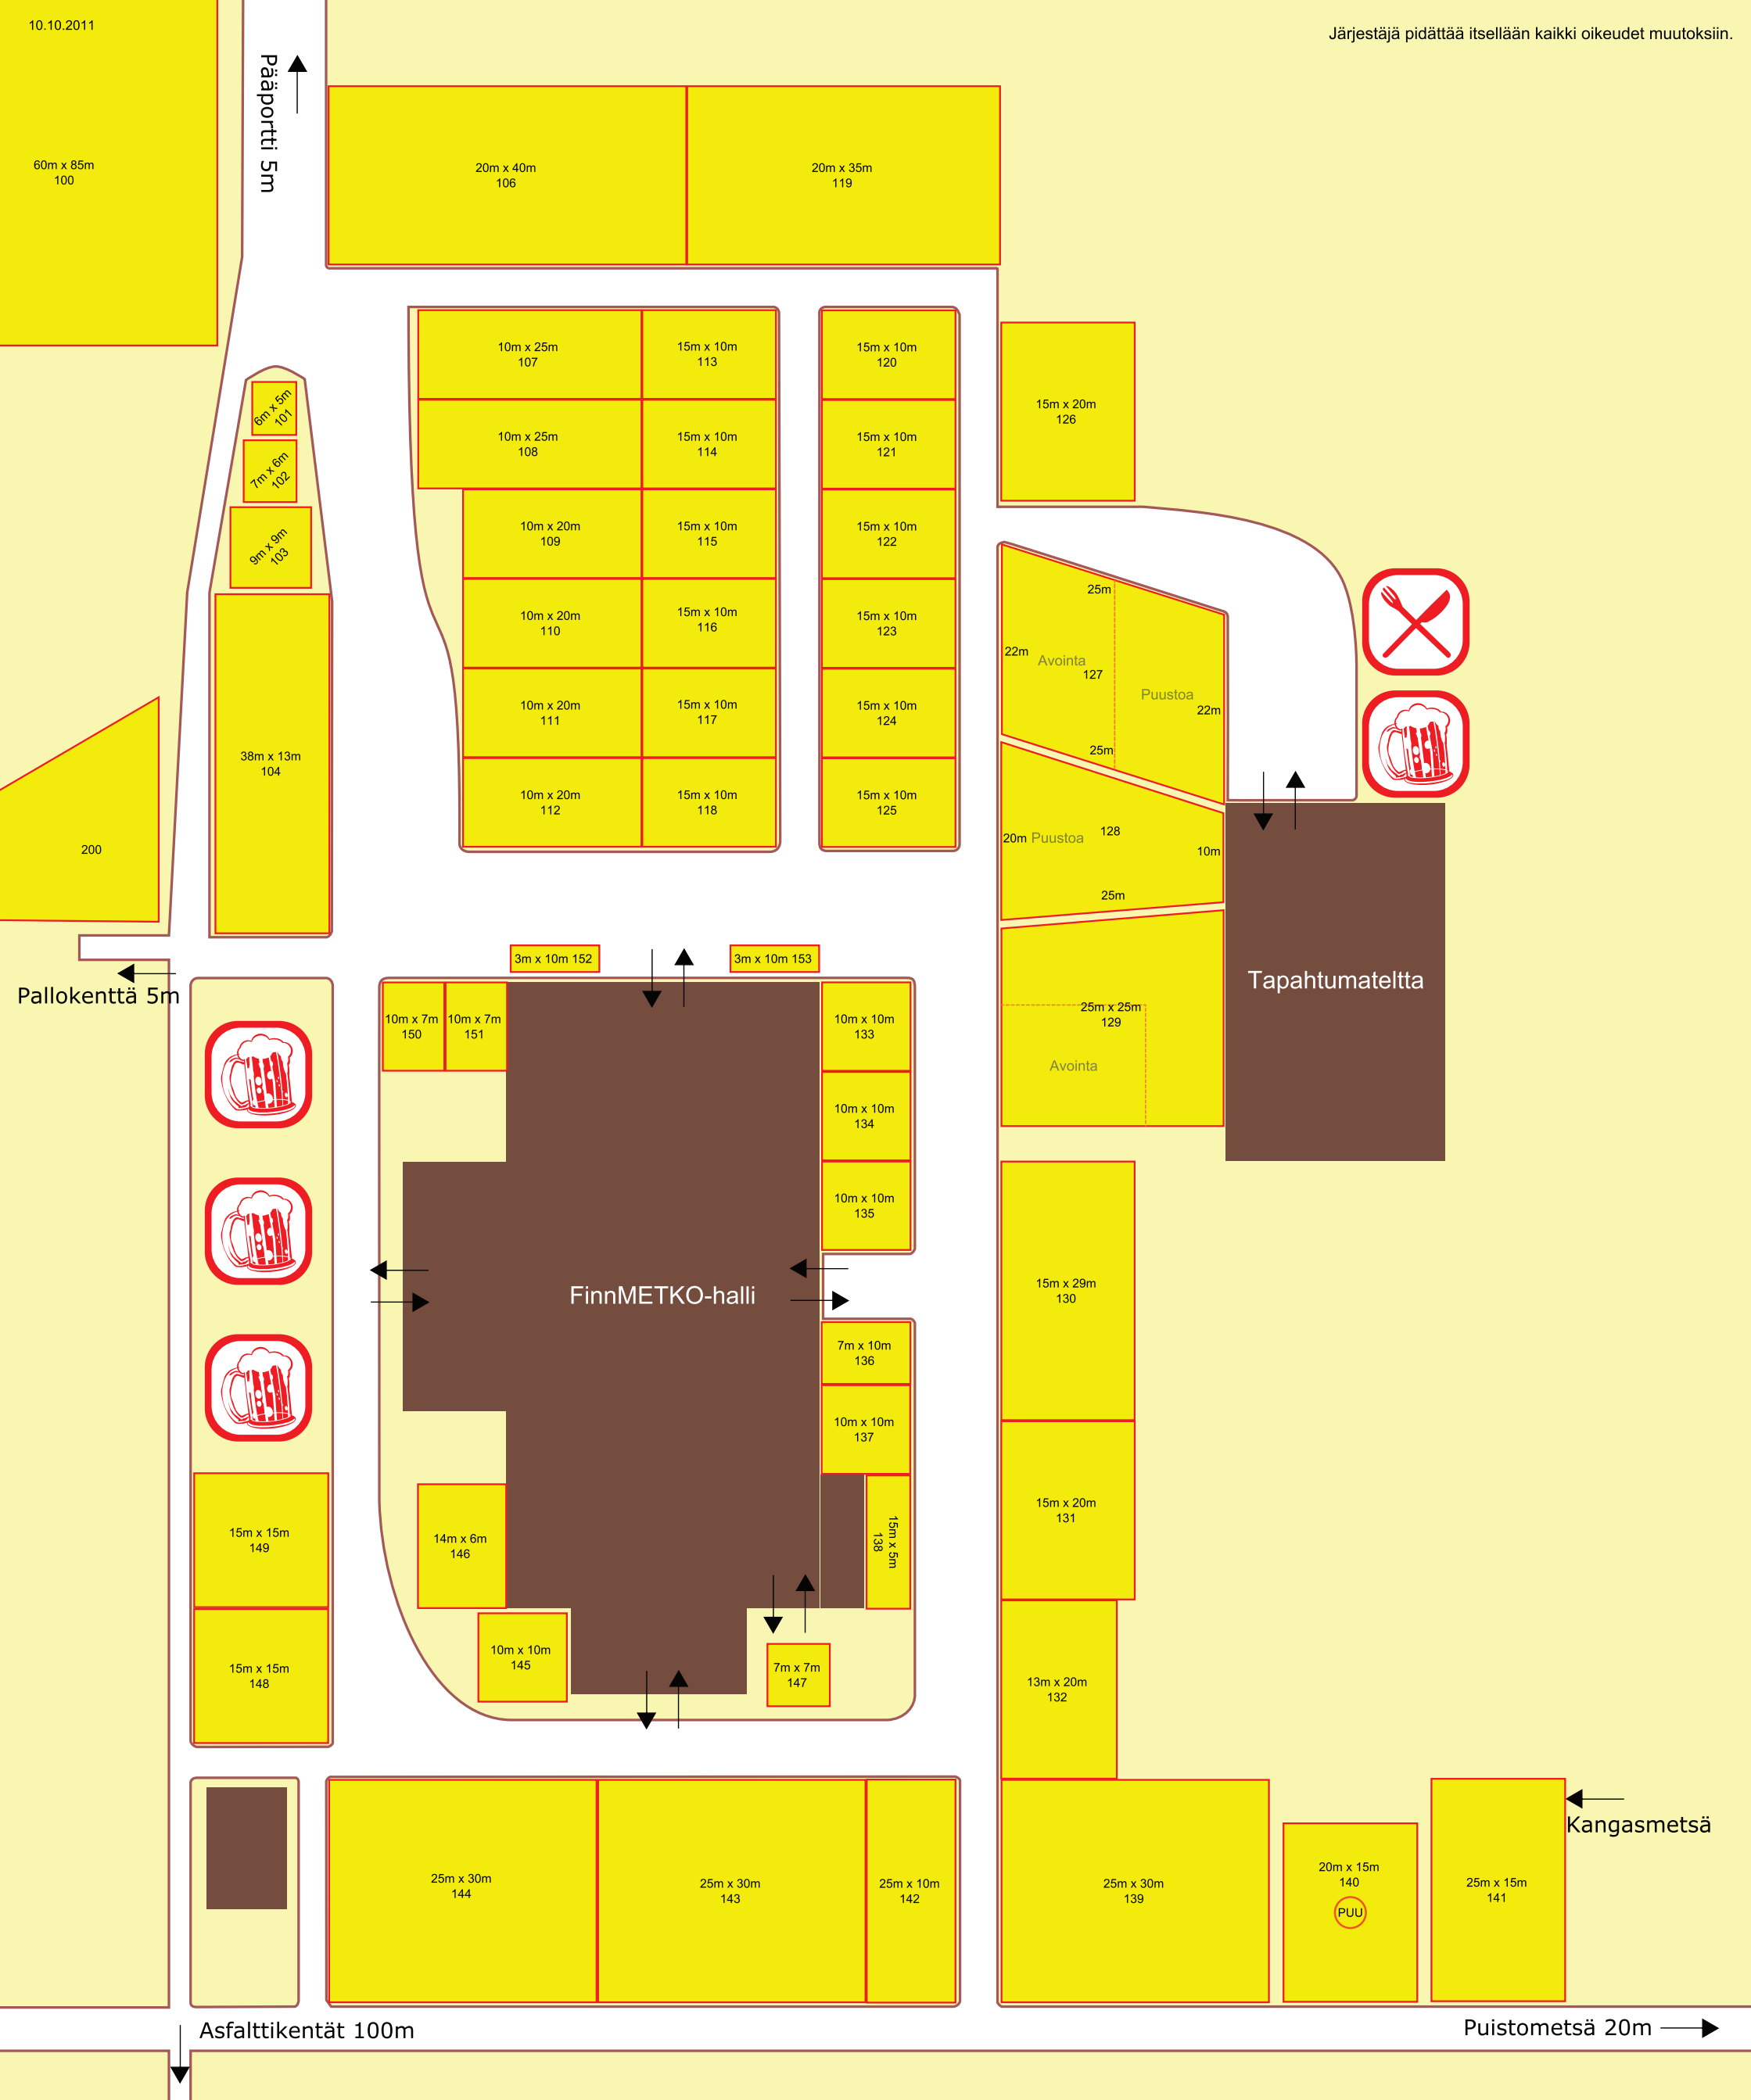 10.10.2011
Järjestäjä pidättää itsellään kaikki oikeudet muutoksiin.
Pääportti 5m
60m x 85m
100
20m x 40m
106
20m x 35m
119
10m x 25m
107
15m x 10m
113
15m x 10m
120
15m x 20m
126
6m x 5m
101
10m x 25m
108
15m x 10m
114
15m x 10m
121
7m x 6m
102
9m x 9m
103
10m x 20m
109
15m x 10m
115
15m x 10m
122
10m x 20m
110
15m x 10m
116
15m x 10m
123
25m
22m
Avointa
127
Puustoa
22m
25m
10m x 20m
111
15m x 10m
117
15m x 10m
124
38m x 13m
104
10m x 20m
112
15m x 10m
118
15m x 10m
125
20m
Puustoa
128
10m
25m
200
3m x 10m 152
3m x 10m 153
Pallokenttä 5m
Tapahtumateltta
25m x 25m
129
Avointa
10m x 7m
150
10m x 7m
151
10m x 10m
133
10m x 10m
134
10m x 10m
135
FinnMETKO-halli
15m x 29m
130
7m x 10m
136
10m x 10m
137
15m x 5m
138
15m x 20m
131
15m x 15m
149
14m x 6m
146
15m x 15m
148
10m x 10m
145
7m x 7m
147
13m x 20m
132
Kangasmetsä
25m x 30m
144
25m x 30m
143
25m x 10m
142
25m x 30m
139
20m x 15m
140
PUU
25m x 15m
141
Asfalttikentät 100m
Puistometsä 20m